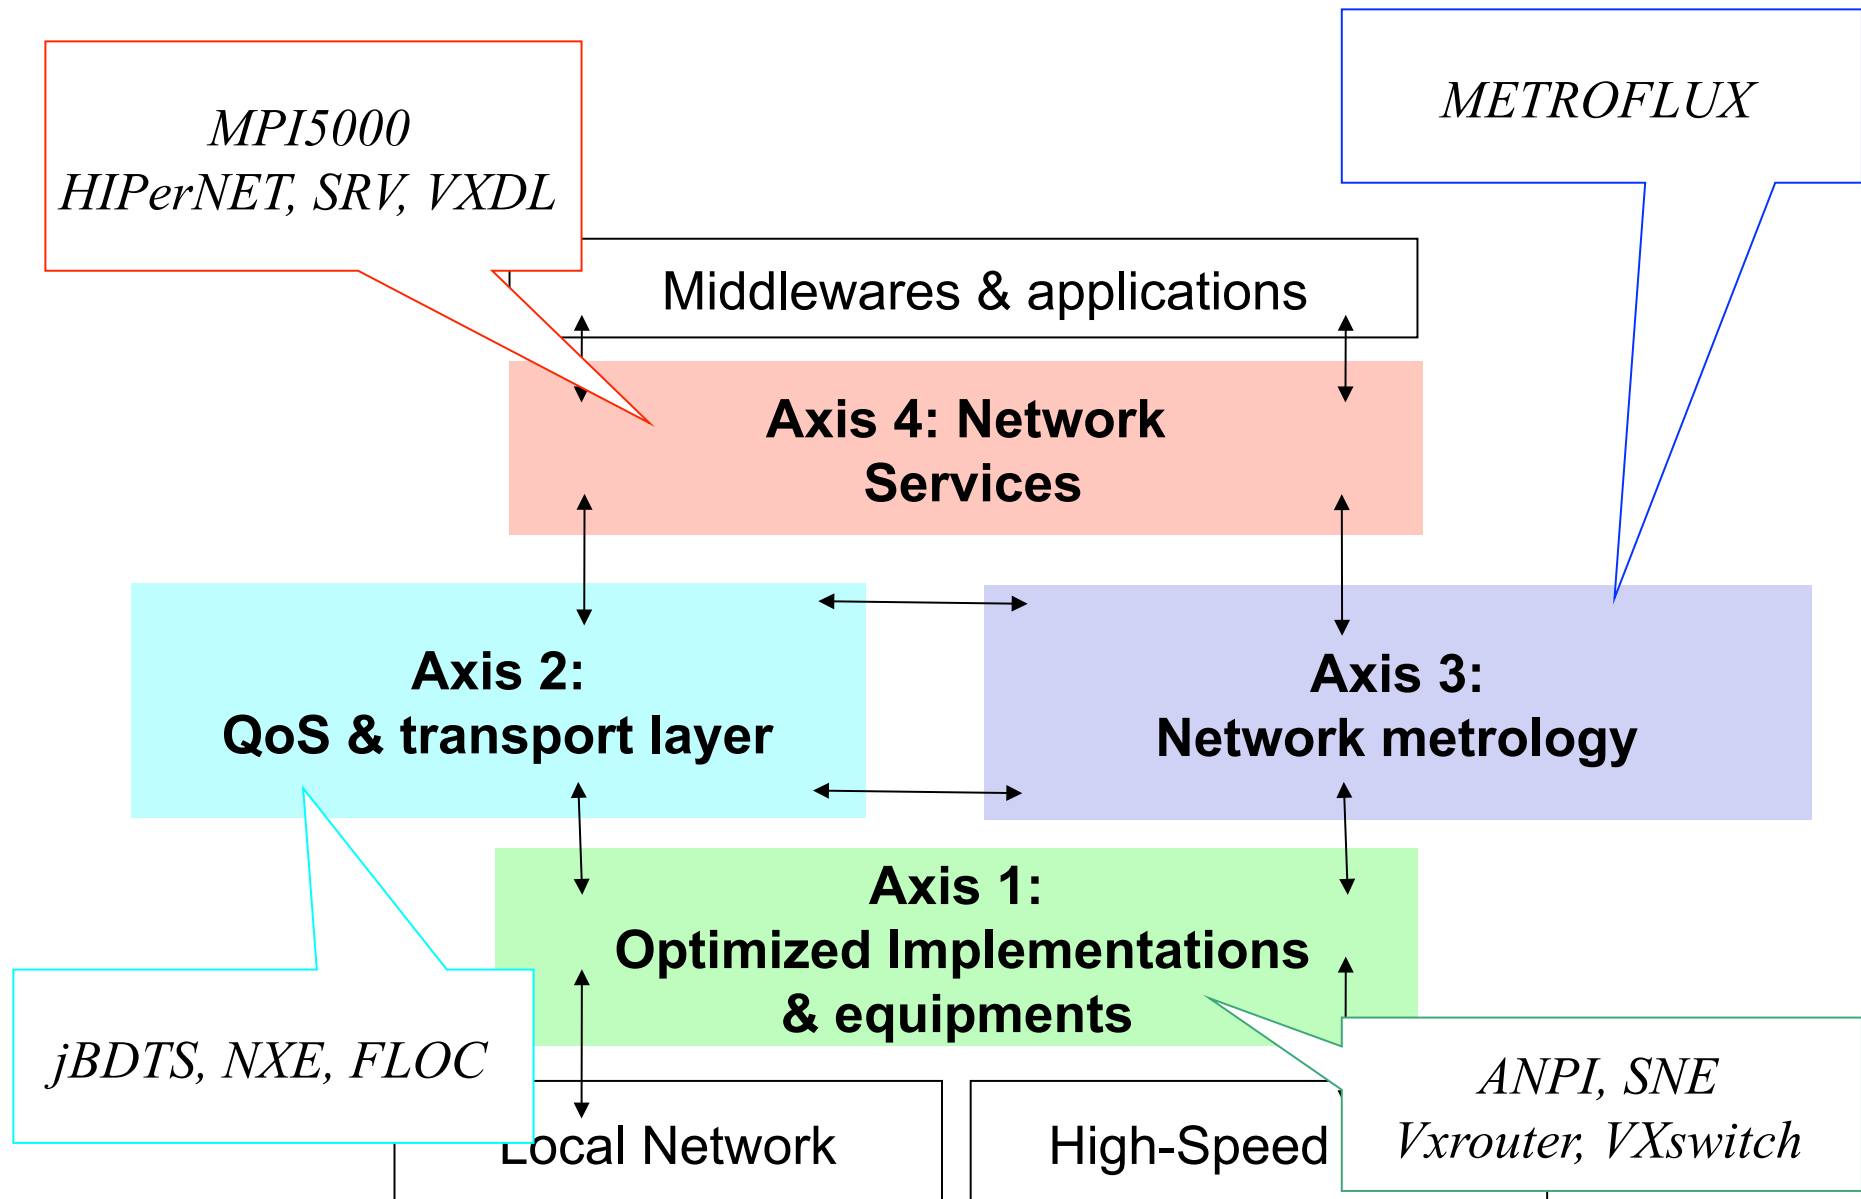 MPI5000
HIPerNET, SRV, VXDL
METROFLUX
Middlewares & applications
Axis 4: Network
Services
Axis 2:
QoS & transport layer
Axis 3:
Network metrology
Axis 1:
Optimized Implementations
& equipments
jBDTS, NXE, FLOC
ANPI, SNE
Vxrouter, VXswitch
Local Network
High-Speed